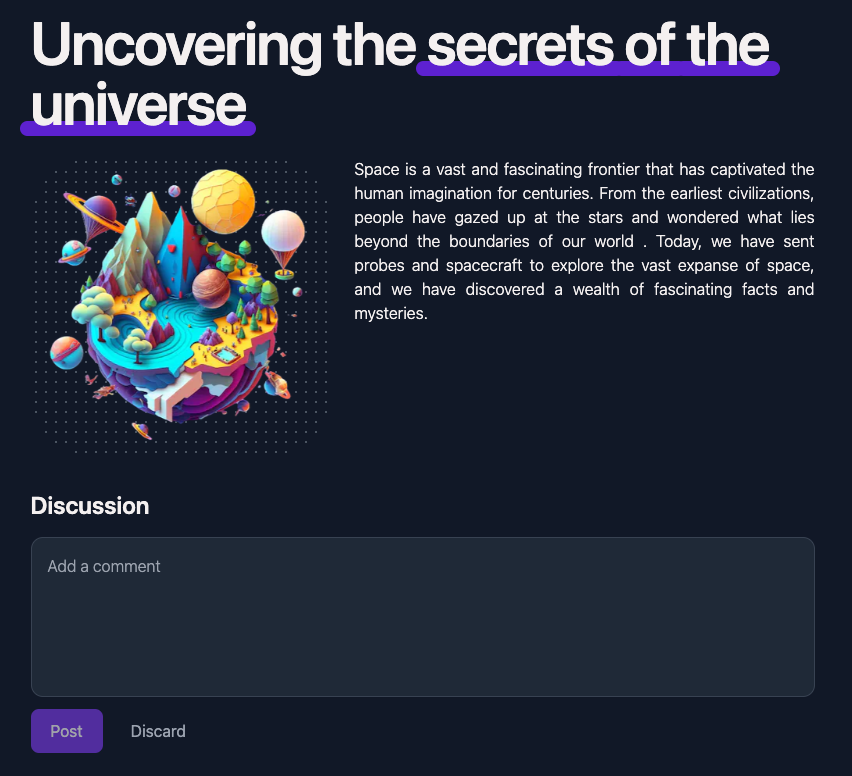 Uncovering the secrets of the
universe
Space is a vast and fascinating frontier that has captivated the
human imagination for centuries. From the earliest civilizations,
people have gazed up at the stars and wondered what lies
beyond the boundaries of our world . Today, we have sent
probes and spacecraft to explore the vast expanse of space,
and we have discovered a wealth of fascinating facts and
mysteries.
Discussion
Add a comment
Post
Discard